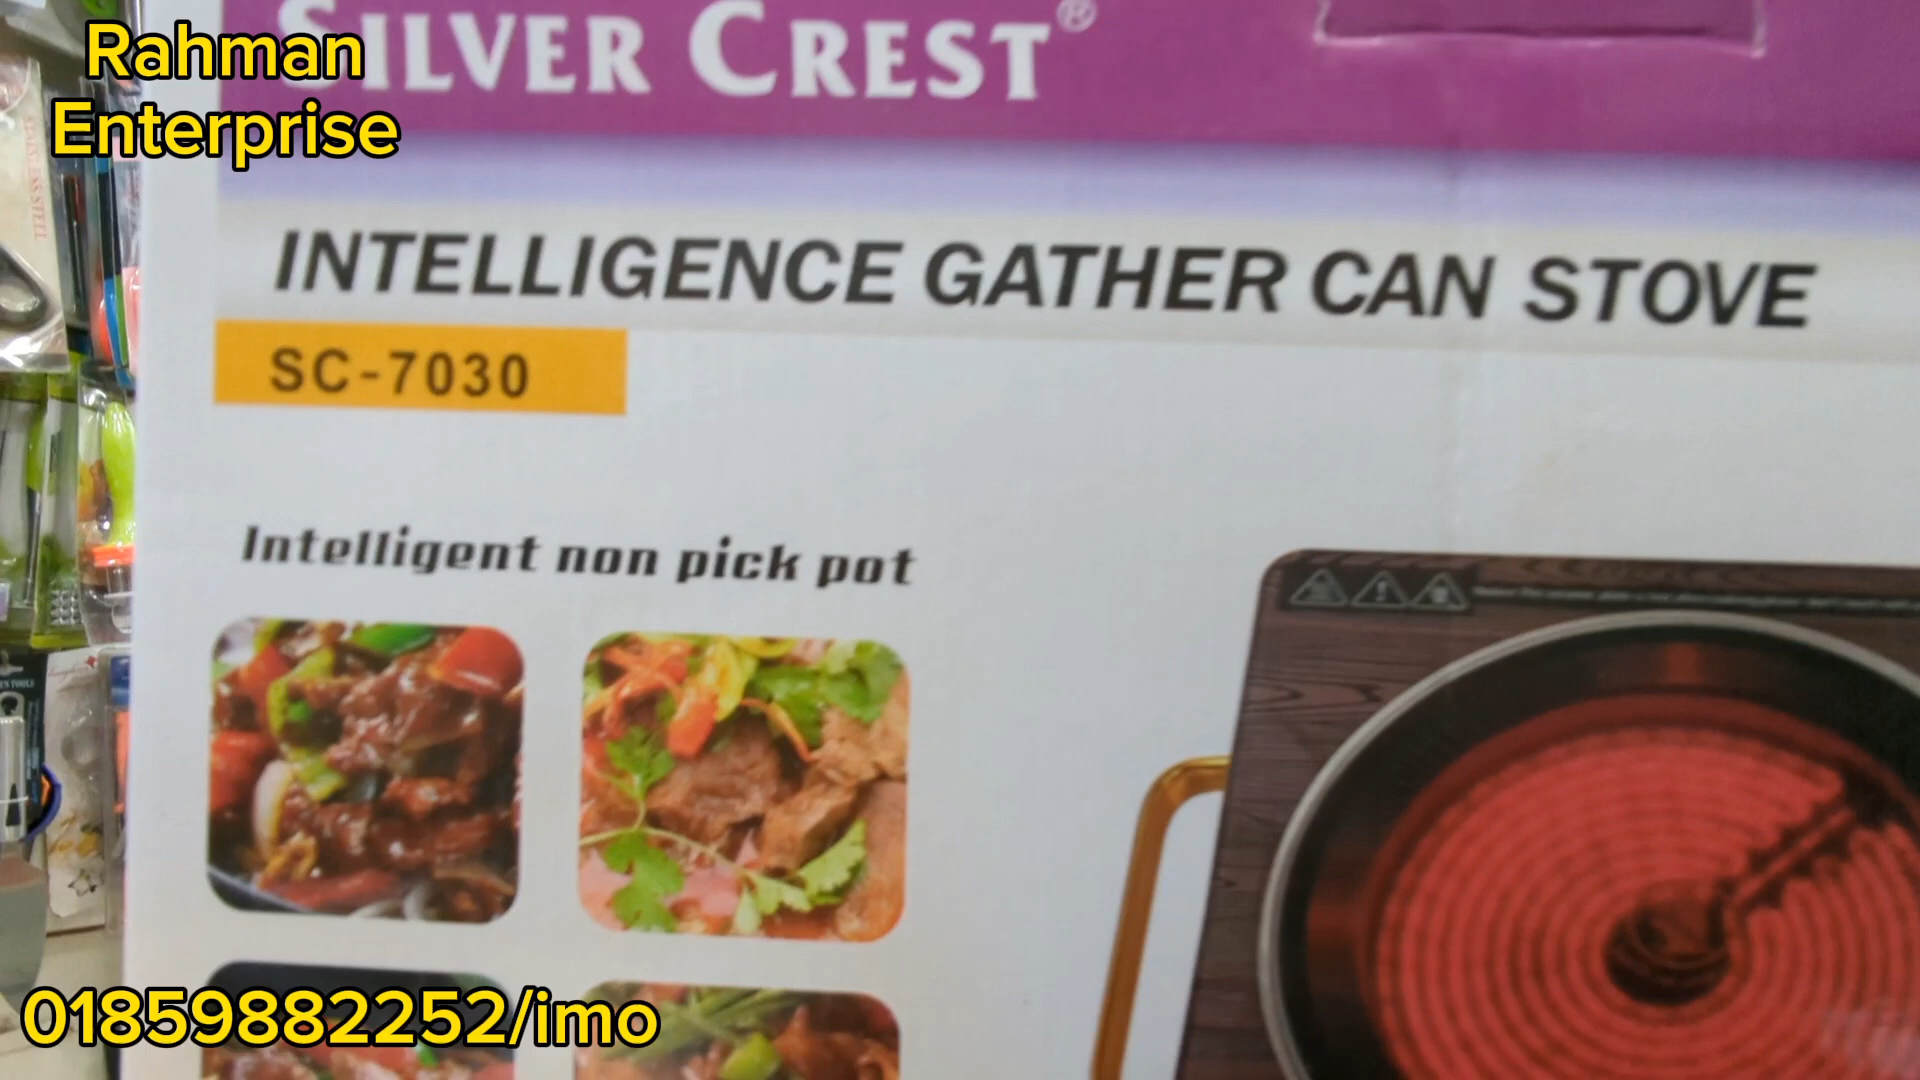 Rahman
Enterprise
SILVER CREST®
INTELLIGENCE GATHER CAN STOVE
SC-7030
Intelligent non pick pot
01859882252/imo